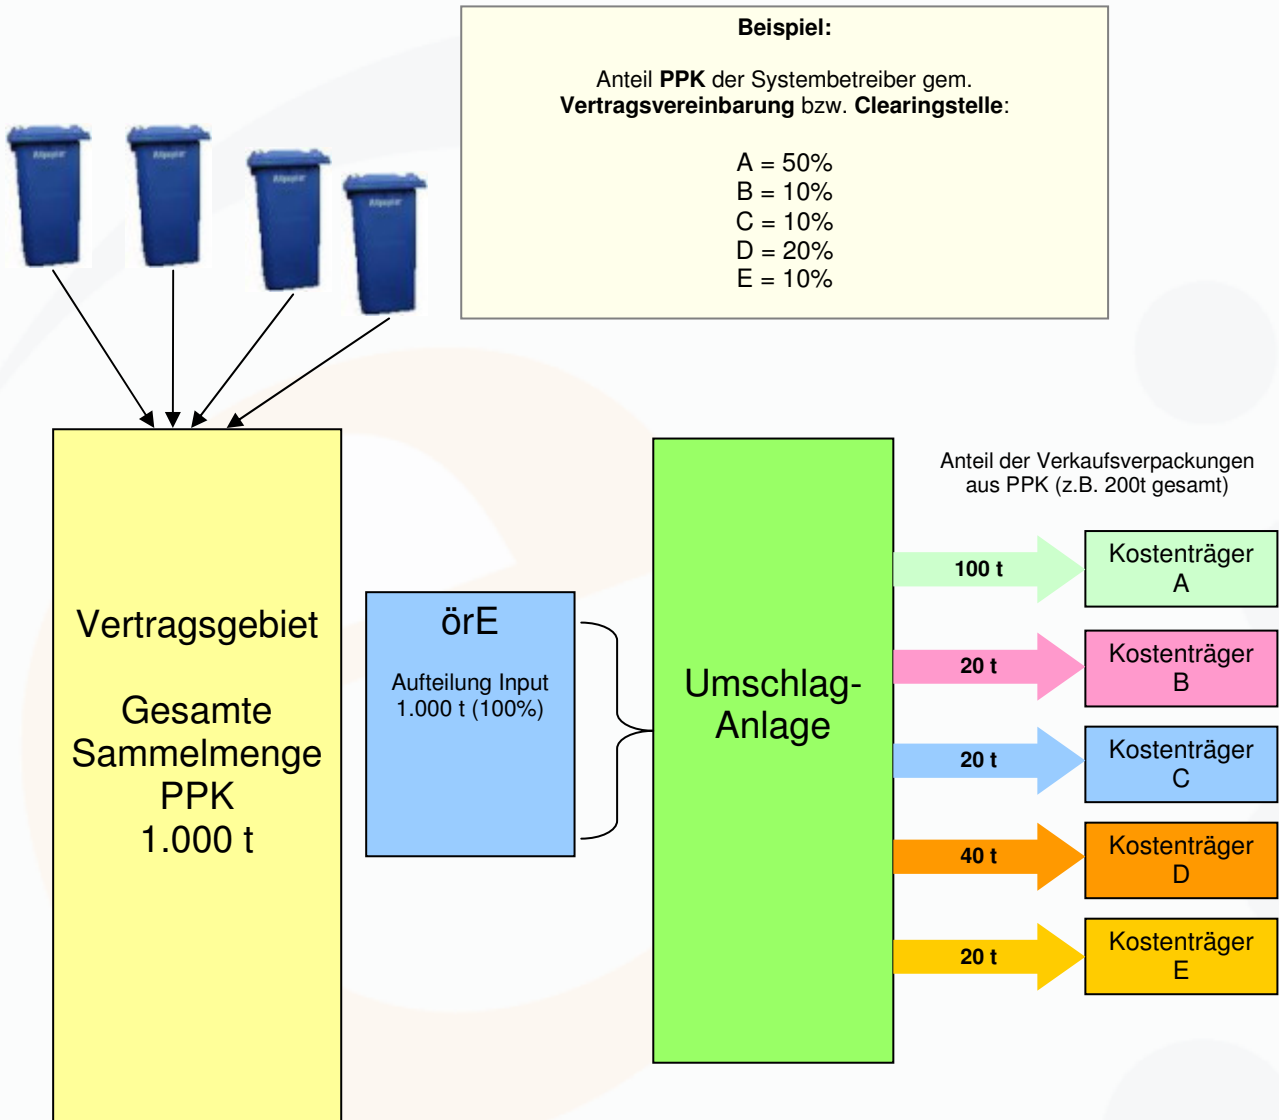 Beispiel:
Anteil PPK der Systembetreiber gem.
Vertragsvereinbarung bzw. Clearingstelle:
A = 50%
B = 10%
C = 10%
D = 20%
E = 10%
Vertragsgebiet
Gesamte
Sammelmenge
PPK
1.000 t
örE
Aufteilung Input
1.000 t (100%)
Umschlag-
Anlage
Anteil der Verkaufsverpackungen
aus PPK (z.B. 200t gesamt)
100 t
Kostenträger
A
20 t
Kostenträger
B
20 t
Kostenträger
C
40 t
Kostenträger
D
20 t
Kostenträger
E